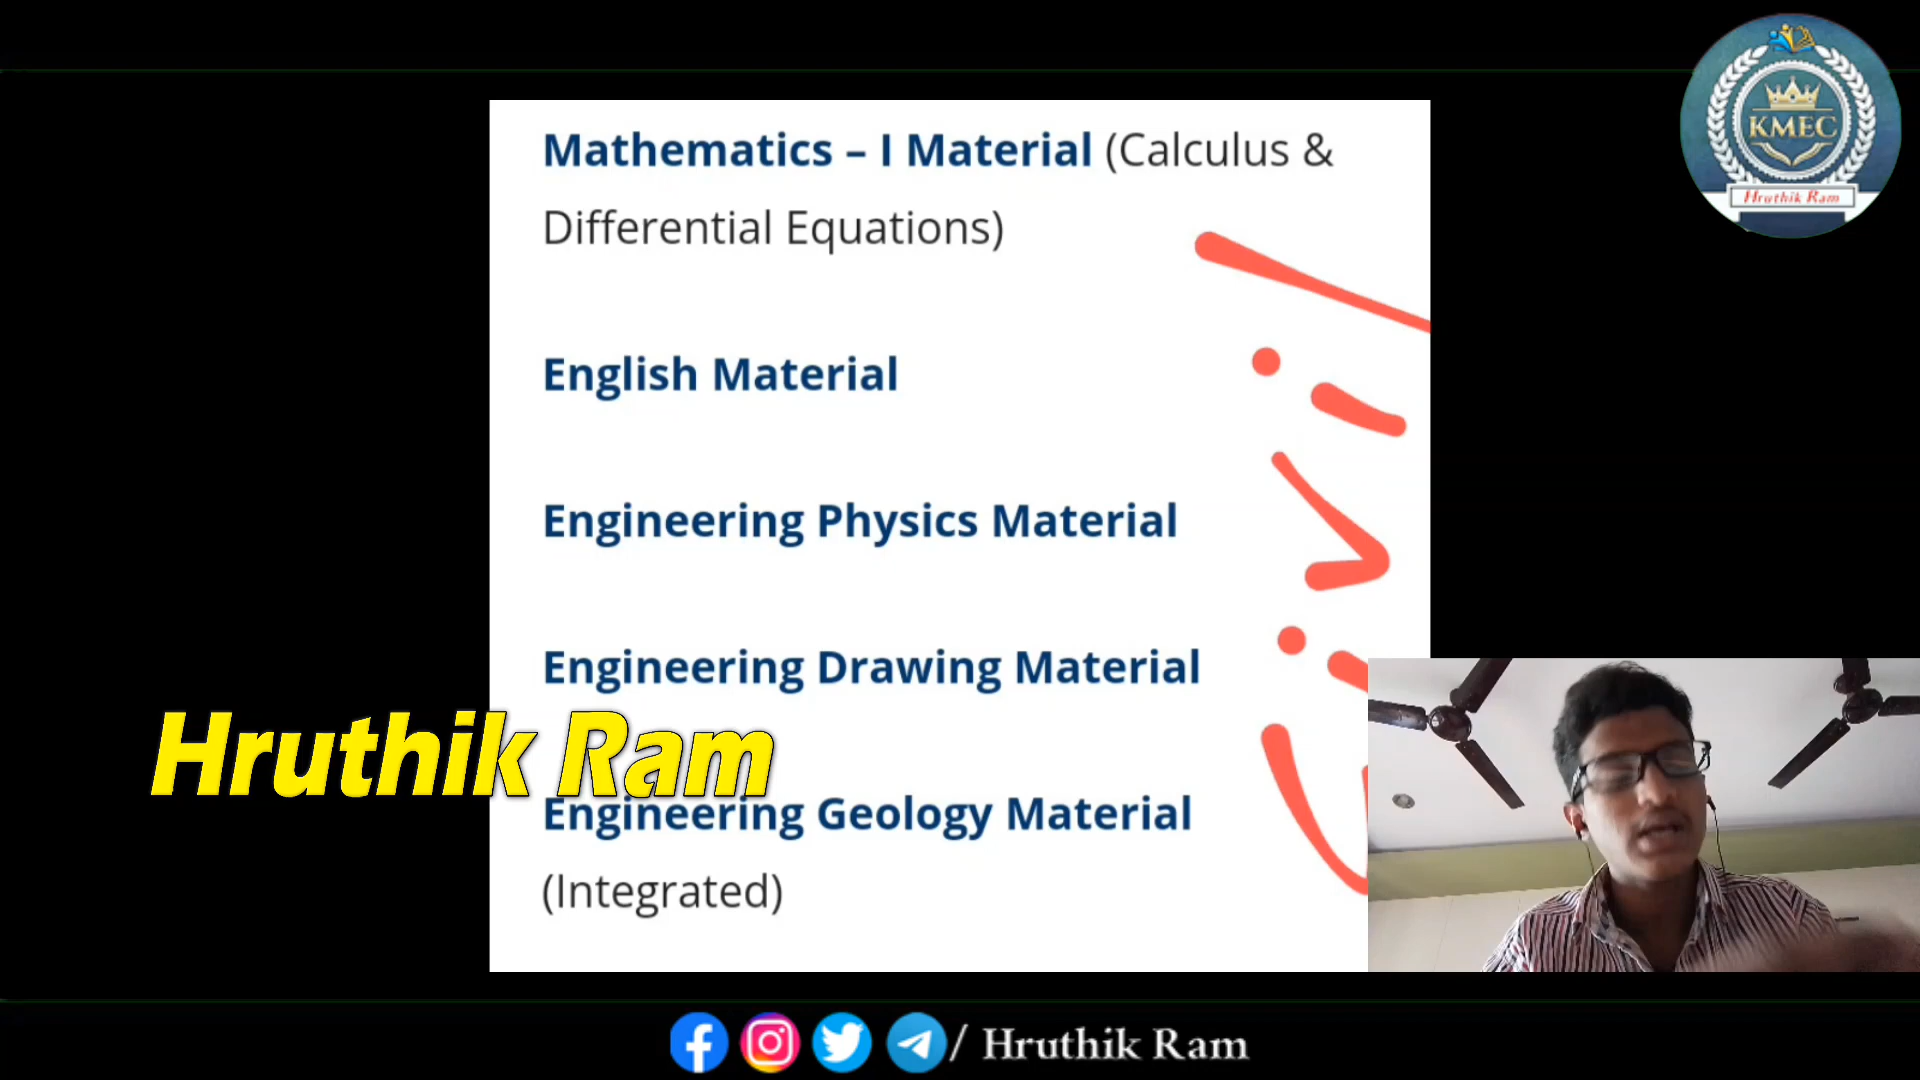 KMEC
Hruthik Ram
Mathematics – I Material (Calculus &
Differential Equations)
English Material
Engineering Physics Material
Engineering Drawing Material
Hruthik Ram
Engineering Geology Material
(Integrated)
/ Hruthik Ram